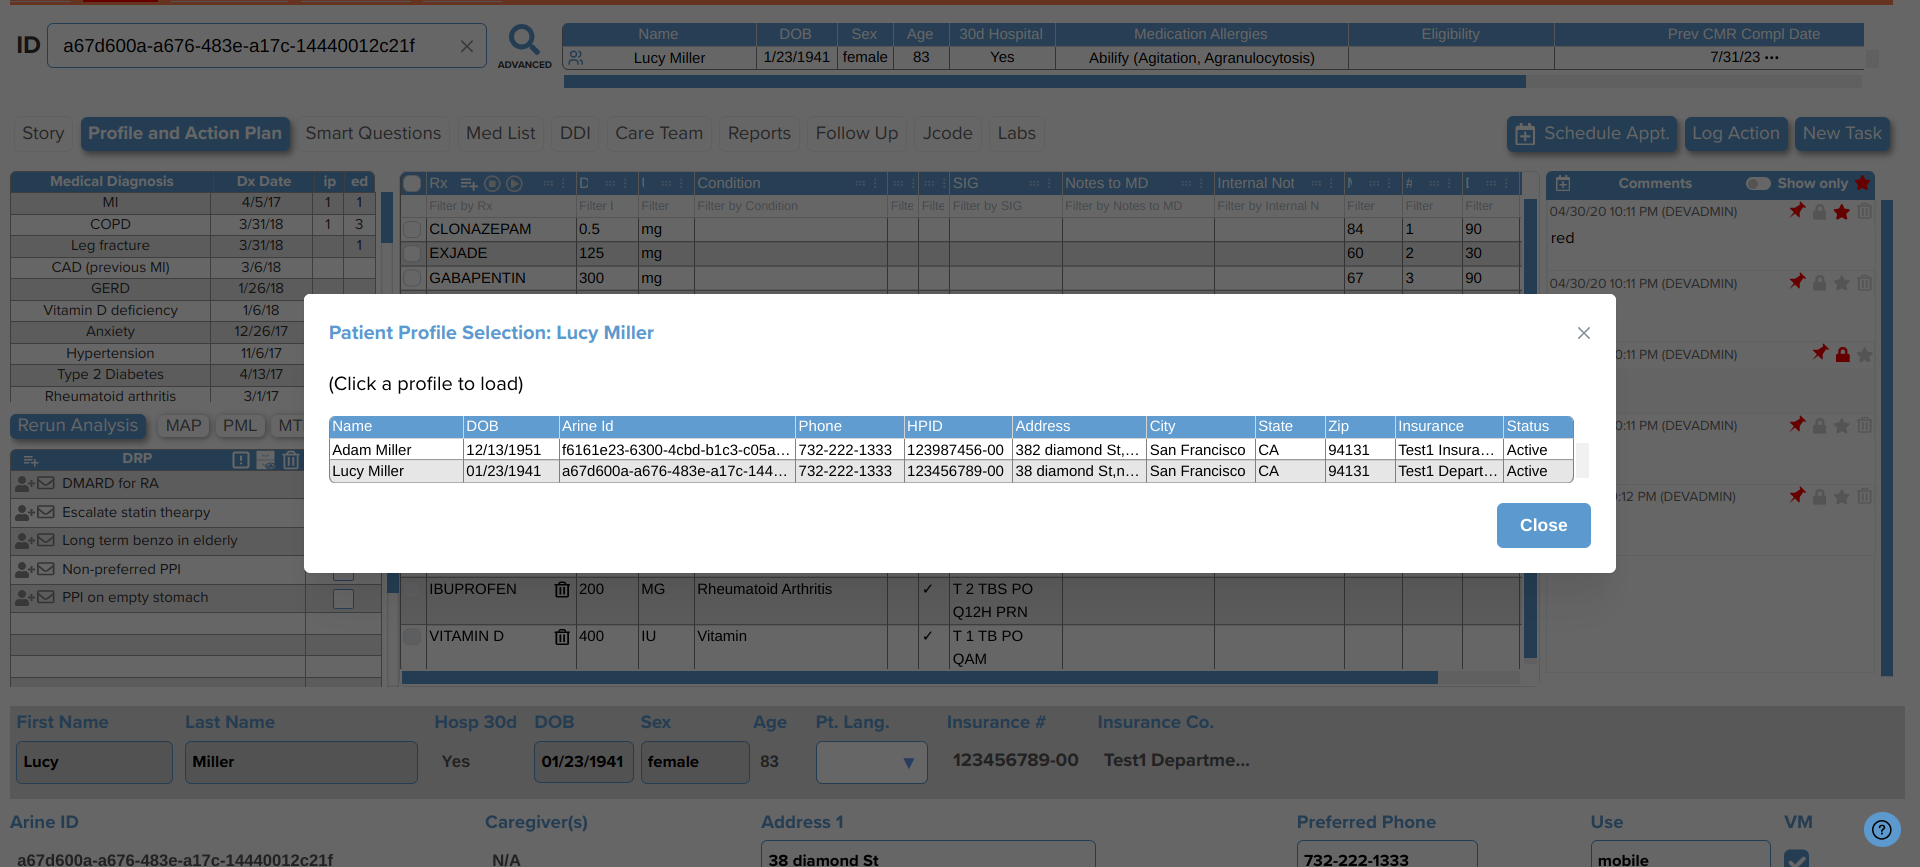 ID
a67d600a-a676-483e-a17c-14440012c21f
ADVANCED
Name DOB Sex Age 30d Hospital Medication Allergies Eligibility Prev CMR Compl Date
Lucy Miller 1/23/1941 female 83 Yes Abilify (Agitation, Agranulocytosis) 7/31/23 •••
Story Profile and Action Plan Smart Questions Med List DDI Care Team Reports Follow Up Jcode Labs
Schedule Appt. Log Action New Task
Medical Diagnosis Dx Date ip ed
MI 4/5/17 1 1
COPD 3/31/18 1 3
Leg fracture 3/31/18 1
CAD (previous MI) 3/6/18
GERD 1/26/18
Vitamin D deficiency 1/6/18
Anxiety 12/26/17
Hypertension 11/6/17
Type 2 Diabetes 4/13/17
Rheumatoid arthritis 3/1/17
Rerun Analysis MAP PML MT
DRP
DMARD for RA
Escalate statin thearpy
Long term benzo in elderly
Non-preferred PPI
PPI on empty stomach
Rx D Condition SIG Notes to MD Internal Not #
Filter by Rx Filter Filter Filter by Condition Filte Filte Filter by SIG Filter by Notes to MD Filter by Internal N Filter Filter Filter
CLONAZEPAM 0.5 mg 84 1 90
EXJADE 125 mg 60 2 30
GABAPENTIN 300 mg 67 3 90
IBUPROFEN 200 MG Rheumatoid Arthritis ✓ T 2 TBS PO
Q12H PRN
VITAMIN D 400 IU Vitamin ✓ T 1 TB PO
QAM
Comments Show only
04/30/20 10:11 PM (DEVADMIN)
red
04/30/20 10:11 PM (DEVADMIN)
0:11 PM (DEVADMIN)
0:11 PM (DEVADMIN)
:12 PM (DEVADMIN)
Patient Profile Selection: Lucy Miller
(Click a profile to load)
Name DOB Arine Id Phone HPID Address City State Zip Insurance Status
Adam Miller 12/13/1951 f6161e23-6300-4cbd-b1c3-c05a... 732-222-1333 123987456-00 382 diamond St,... San Francisco CA 94131 Test1 Insura... Active
Lucy Miller 01/23/1941 a67d600a-a676-483e-a17c-144... 732-222-1333 123456789-00 38 diamond St,n... San Francisco CA 94131 Test1 Depart... Active
Close
First Name Last Name Hosp 30d DOB Sex Age Pt. Lang. Insurance # Insurance Co.
Lucy Miller Yes 01/23/1941 female 83 123456789-00 Test1 Departme...
Arine ID Caregiver(s) Address 1 Preferred Phone Use VM
a67d600a-a676-483e-a17c-14440012c21f N/A 38 diamond St 732-222-1333 mobile
?